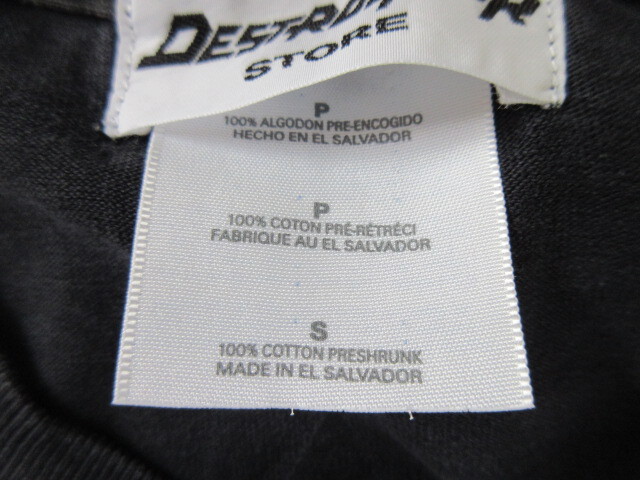 STORE
P
100% ALGODON PRE-ENCOGIDO
HECHO EN EL SALVADOR
P
100% COTON PRÉ-RÉTRÉCI
FABRIQUE AU EL SALVADOR
S
100% COTTON PRESHRUNK
MADE IN EL SALVADOR